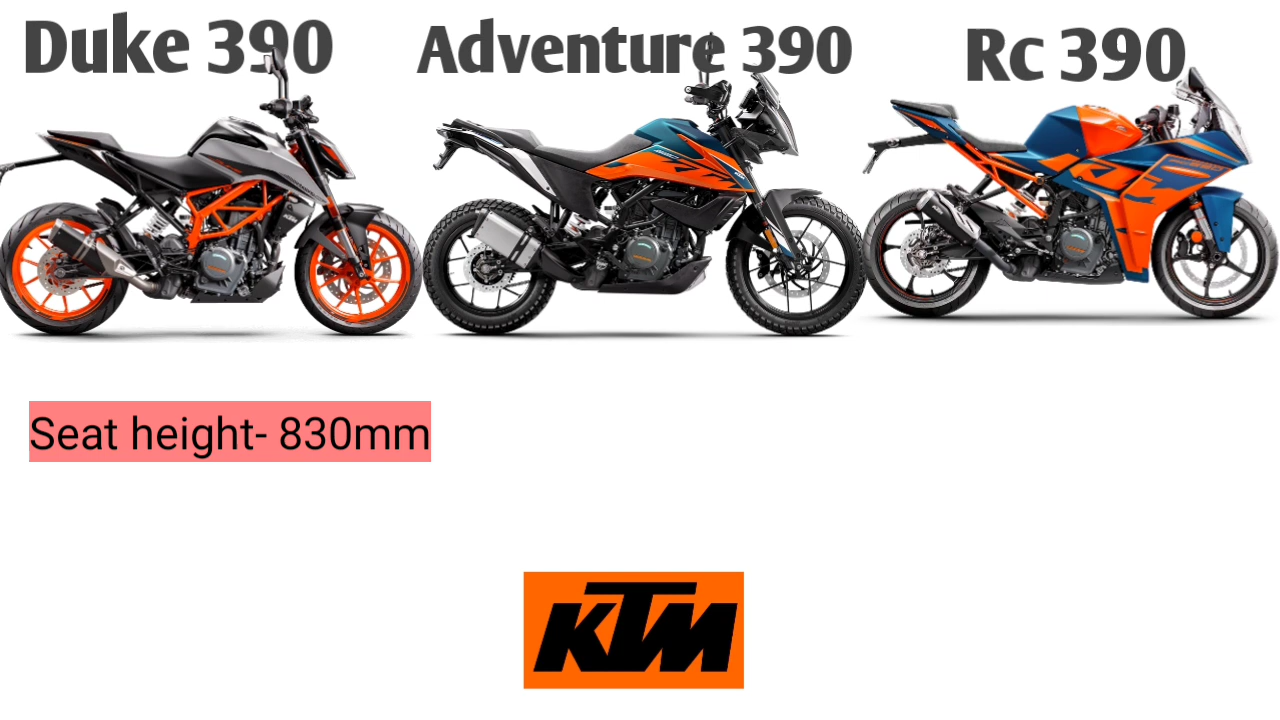 Duke 390
Adventure 390
Rc 390
Seat height- 830mm
KTM